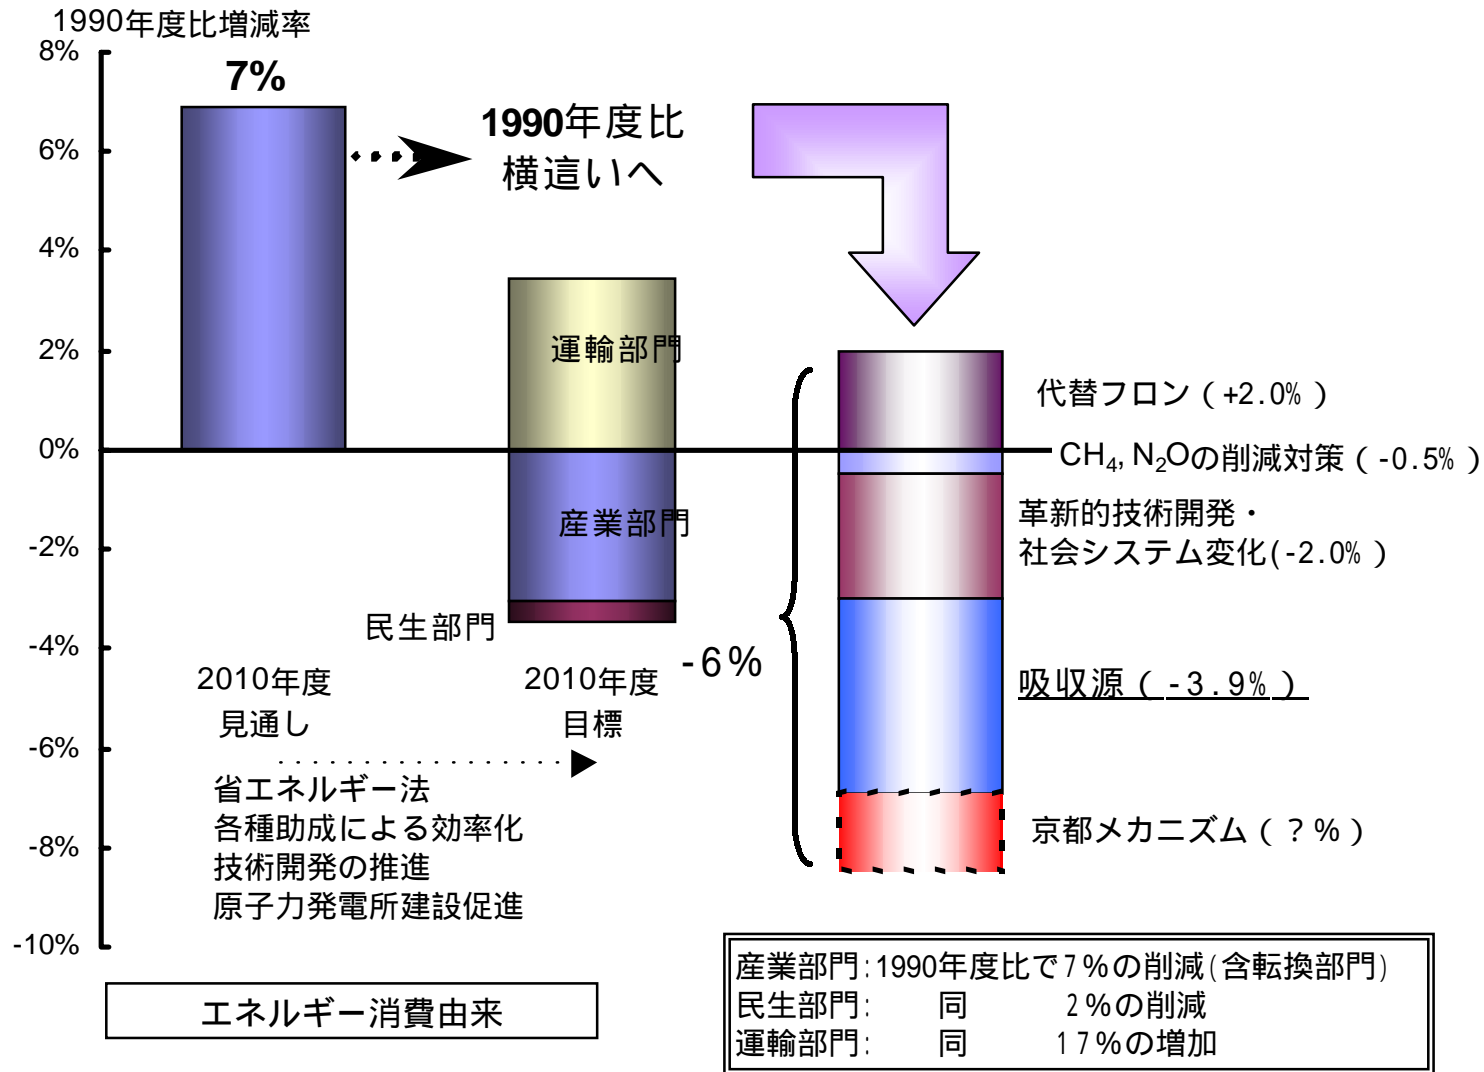 1990年度比増減率
8%
6%
4%
2%
0%
-2%
-4%
-6%
-8%
-10%
7%
1990年度比
横這いへ
運輸部門
産業部門
民生部門
2010年度
見通し
2010年度
目標
省エネルギー法
各種助成による効率化
技術開発の推進
原子力発電所建設促進
エネルギー消費由来
-6%
代替フロン(+2.0%)
CH₄, N₂Oの削減対策(-0.5%)
革新的技術開発・
社会システム変化(-2.0%)
吸収源(-3.9%)
京都メカニズム(?%)
産業部門:1990年度比で7%の削減(含転換部門)
民生部門: 同 2%の削減
運輸部門: 同 17%の増加